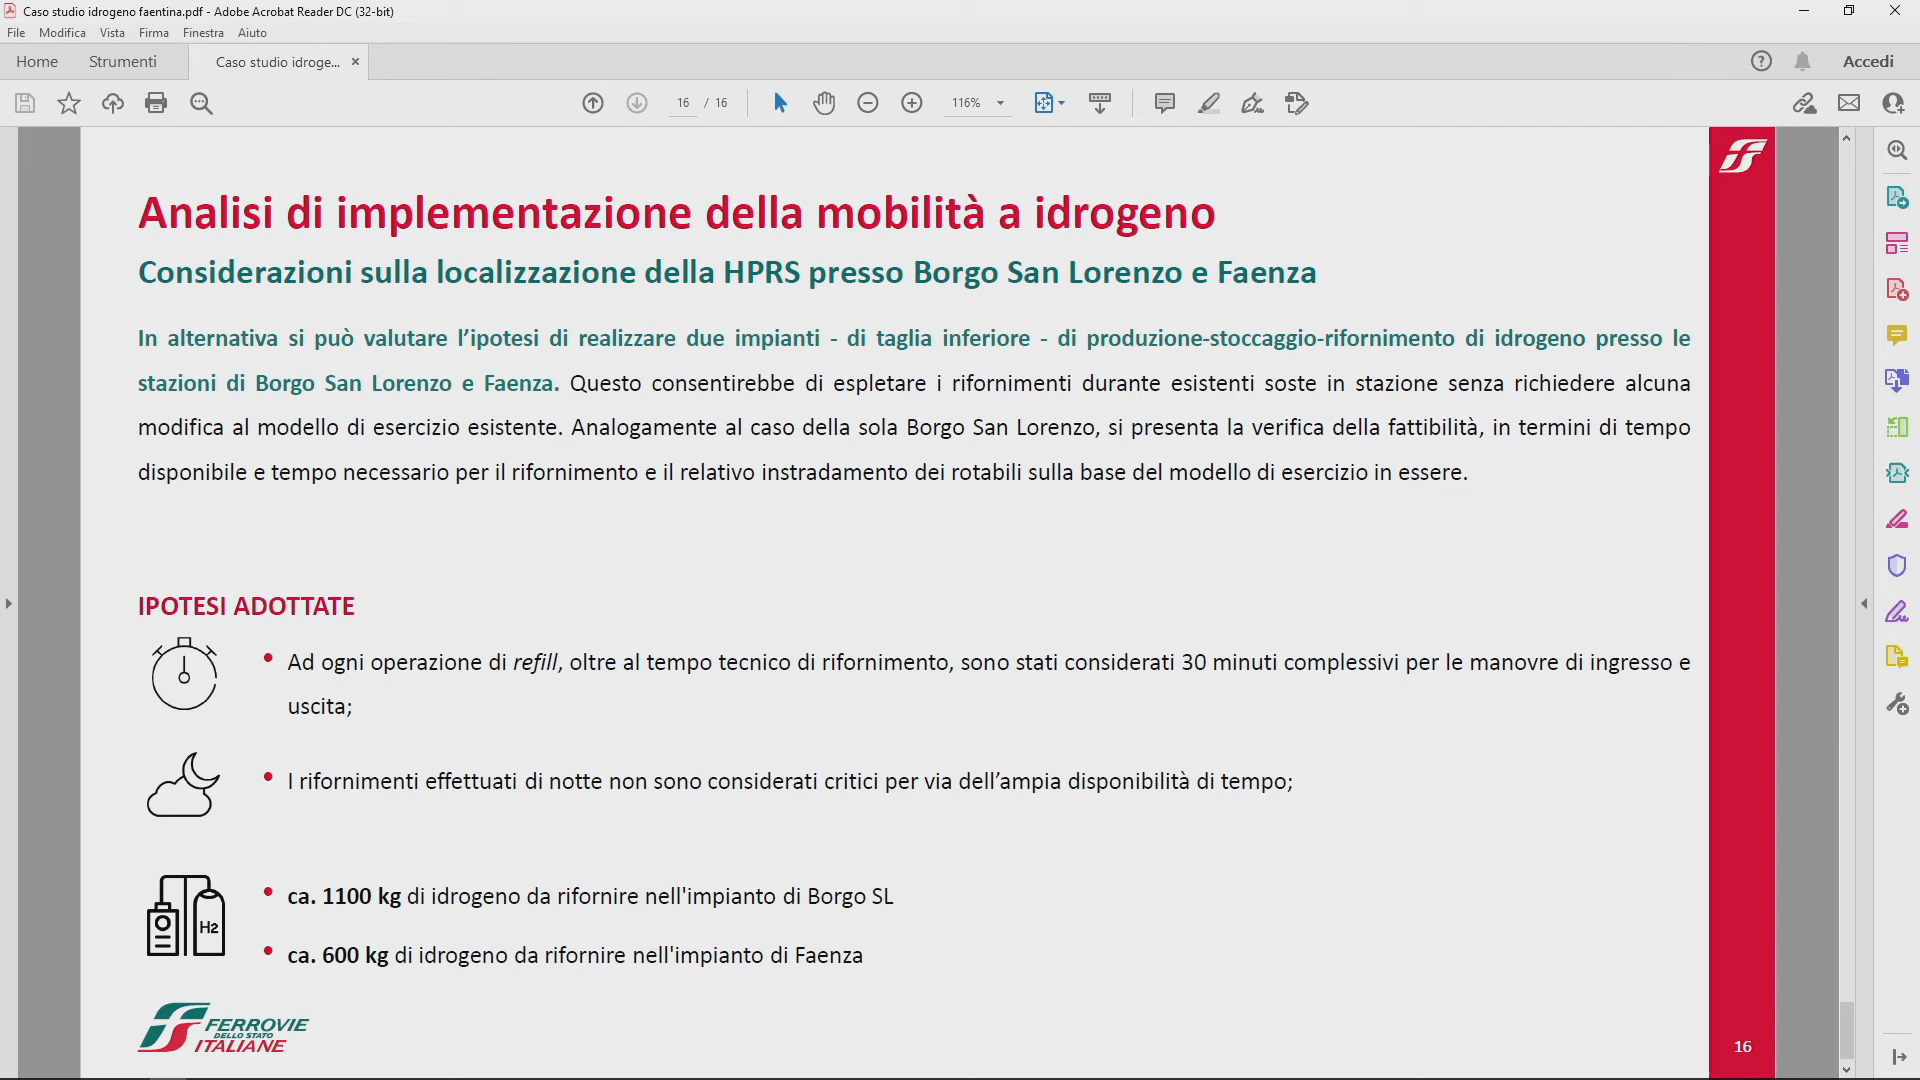 Caso studio idrogeno faentina.pdf - Adobe Acrobat Reader DC (32-bit)
File Modifica Vista Firma Finestra Aiuto
Home Strumenti Caso studio idroge... × Accedi
16 / 16 116%
Analisi di implementazione della mobilità a idrogeno
Considerazioni sulla localizzazione della HPRS presso Borgo San Lorenzo e Faenza
In alternativa si può valutare l’ipotesi di realizzare due impianti - di taglia inferiore - di produzione-stoccaggio-rifornimento di idrogeno presso le
stazioni di Borgo San Lorenzo e Faenza. Questo consentirebbe di espletare i rifornimenti durante esistenti soste in stazione senza richiedere alcuna
modifica al modello di esercizio esistente. Analogamente al caso della sola Borgo San Lorenzo, si presenta la verifica della fattibilità, in termini di tempo
disponibile e tempo necessario per il rifornimento e il relativo instradamento dei rotabili sulla base del modello di esercizio in essere.
IPOTESI ADOTTATE
• Ad ogni operazione di refill, oltre al tempo tecnico di rifornimento, sono stati considerati 30 minuti complessivi per le manovre di ingresso e
uscita;
• I rifornimenti effettuati di notte non sono considerati critici per via dell’ampia disponibilità di tempo;
• ca. 1100 kg di idrogeno da rifornire nell'impianto di Borgo SL
H2
• ca. 600 kg di idrogeno da rifornire nell'impianto di Faenza
FERROVIE
DELLO STATO
ITALIANE
16